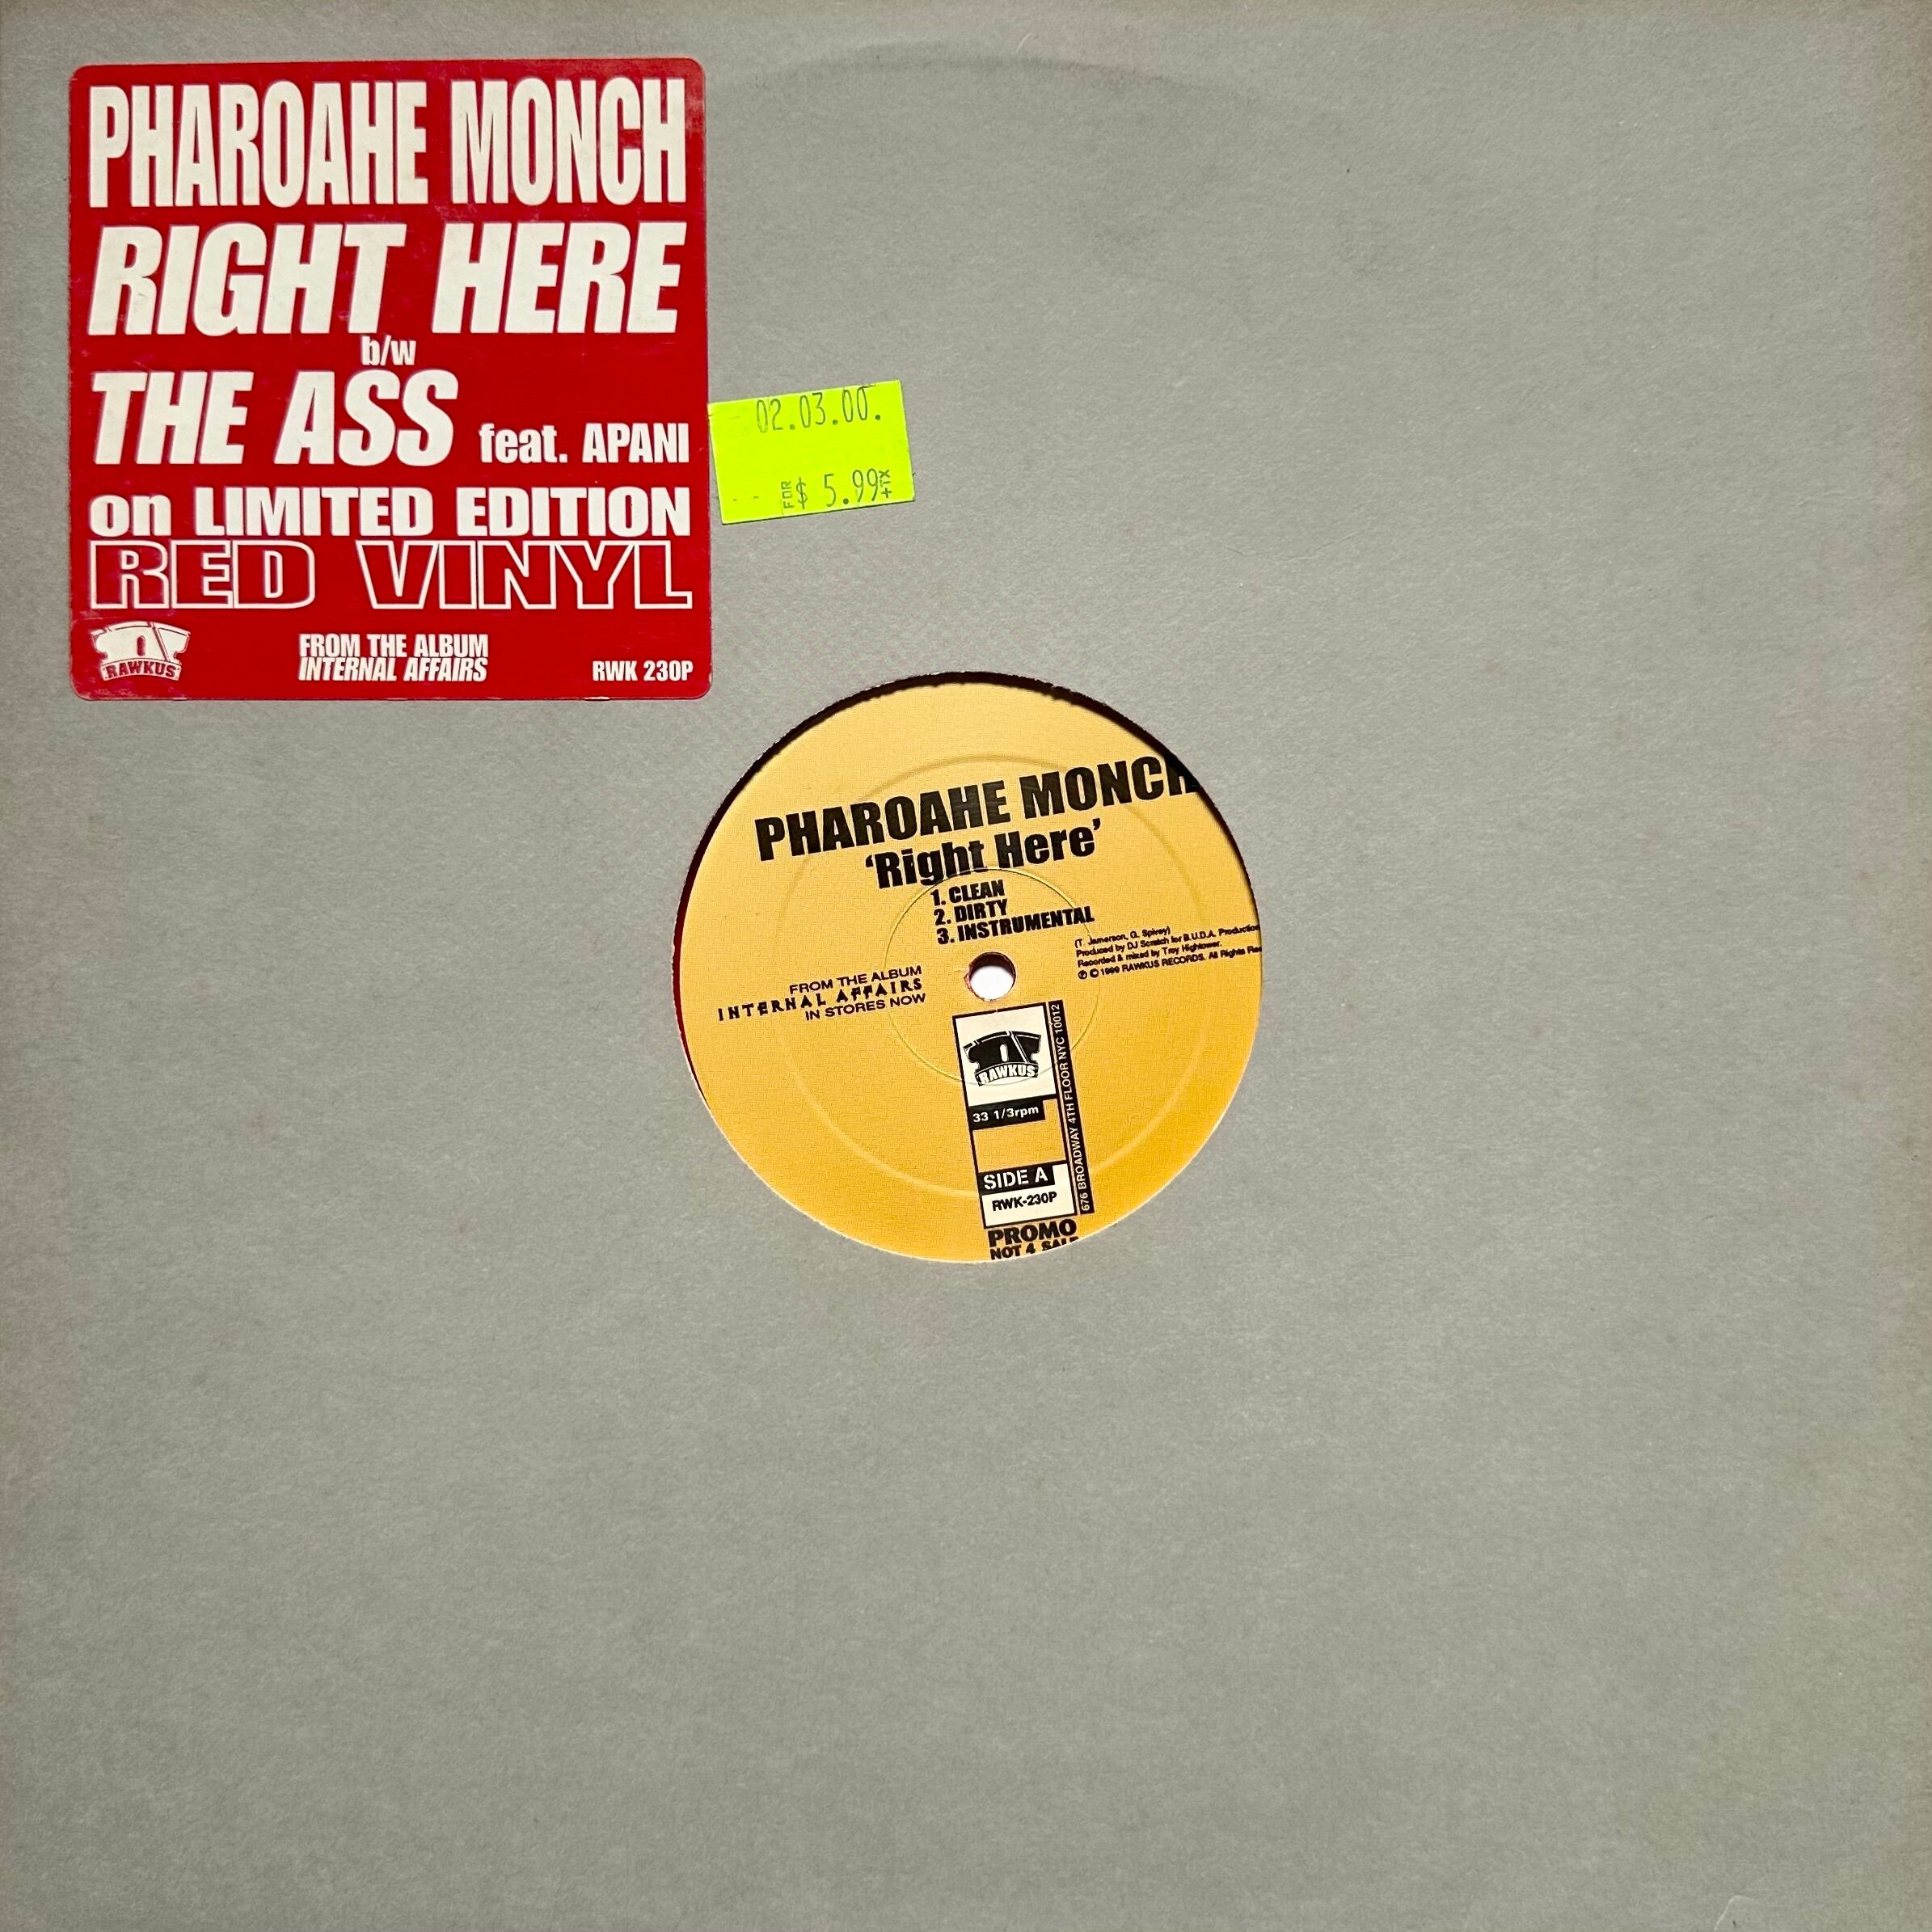 PHAROAHE MONCH
RIGHT HERE
b/w
THE ASS feat. APANI
on LIMITED EDITION
RED VINYL
RAWKUS
FROM THE ALBUM
INTERNAL AFFAIRS
RWK 230P
02.03.00.
FOR $ 5.99 +TX
PHAROAHE MONCH
'Right Here'
1. CLEAN
2. DIRTY
3. INSTRUMENTAL
(T. Jamerson, G. Spivey)
Produced by DJ Scratch for B.U.D.A. Production
Recorded & mixed by Troy Hightower.
℗ © 1999 RAWKUS RECORDS. All Rights Res
FROM THE ALBUM
INTERNAL AFFAIRS
IN STORES NOW
RAWKUS
33 1/3rpm
SIDE A
RWK-230P
676 BROADWAY 4TH FLOOR NYC 10012
PROMO
NOT 4 SALE